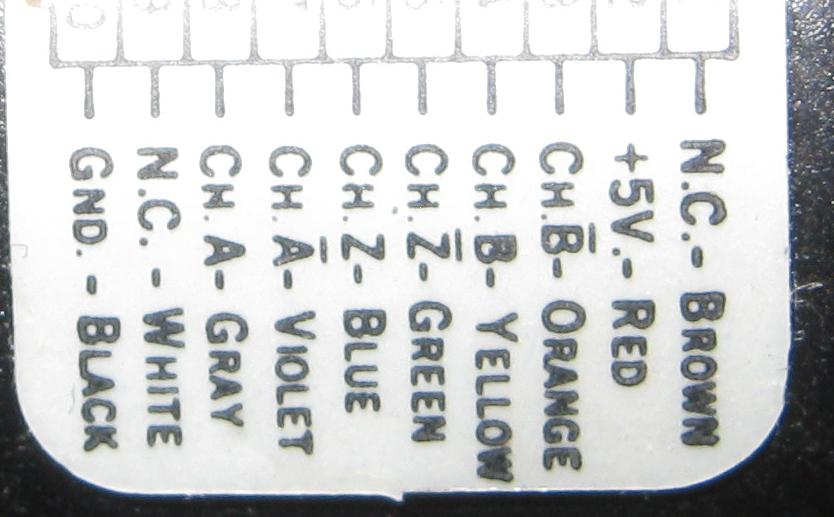 N.C.- BROWN
+5V.- RED
CH.B̅- ORANGE
CH.B- YELLOW
CH.Z̅- GREEN
CH.Z- BLUE
CH.A̅- VIOLET
CH.A- GRAY
N.C. - WHITE
GND. - BLACK